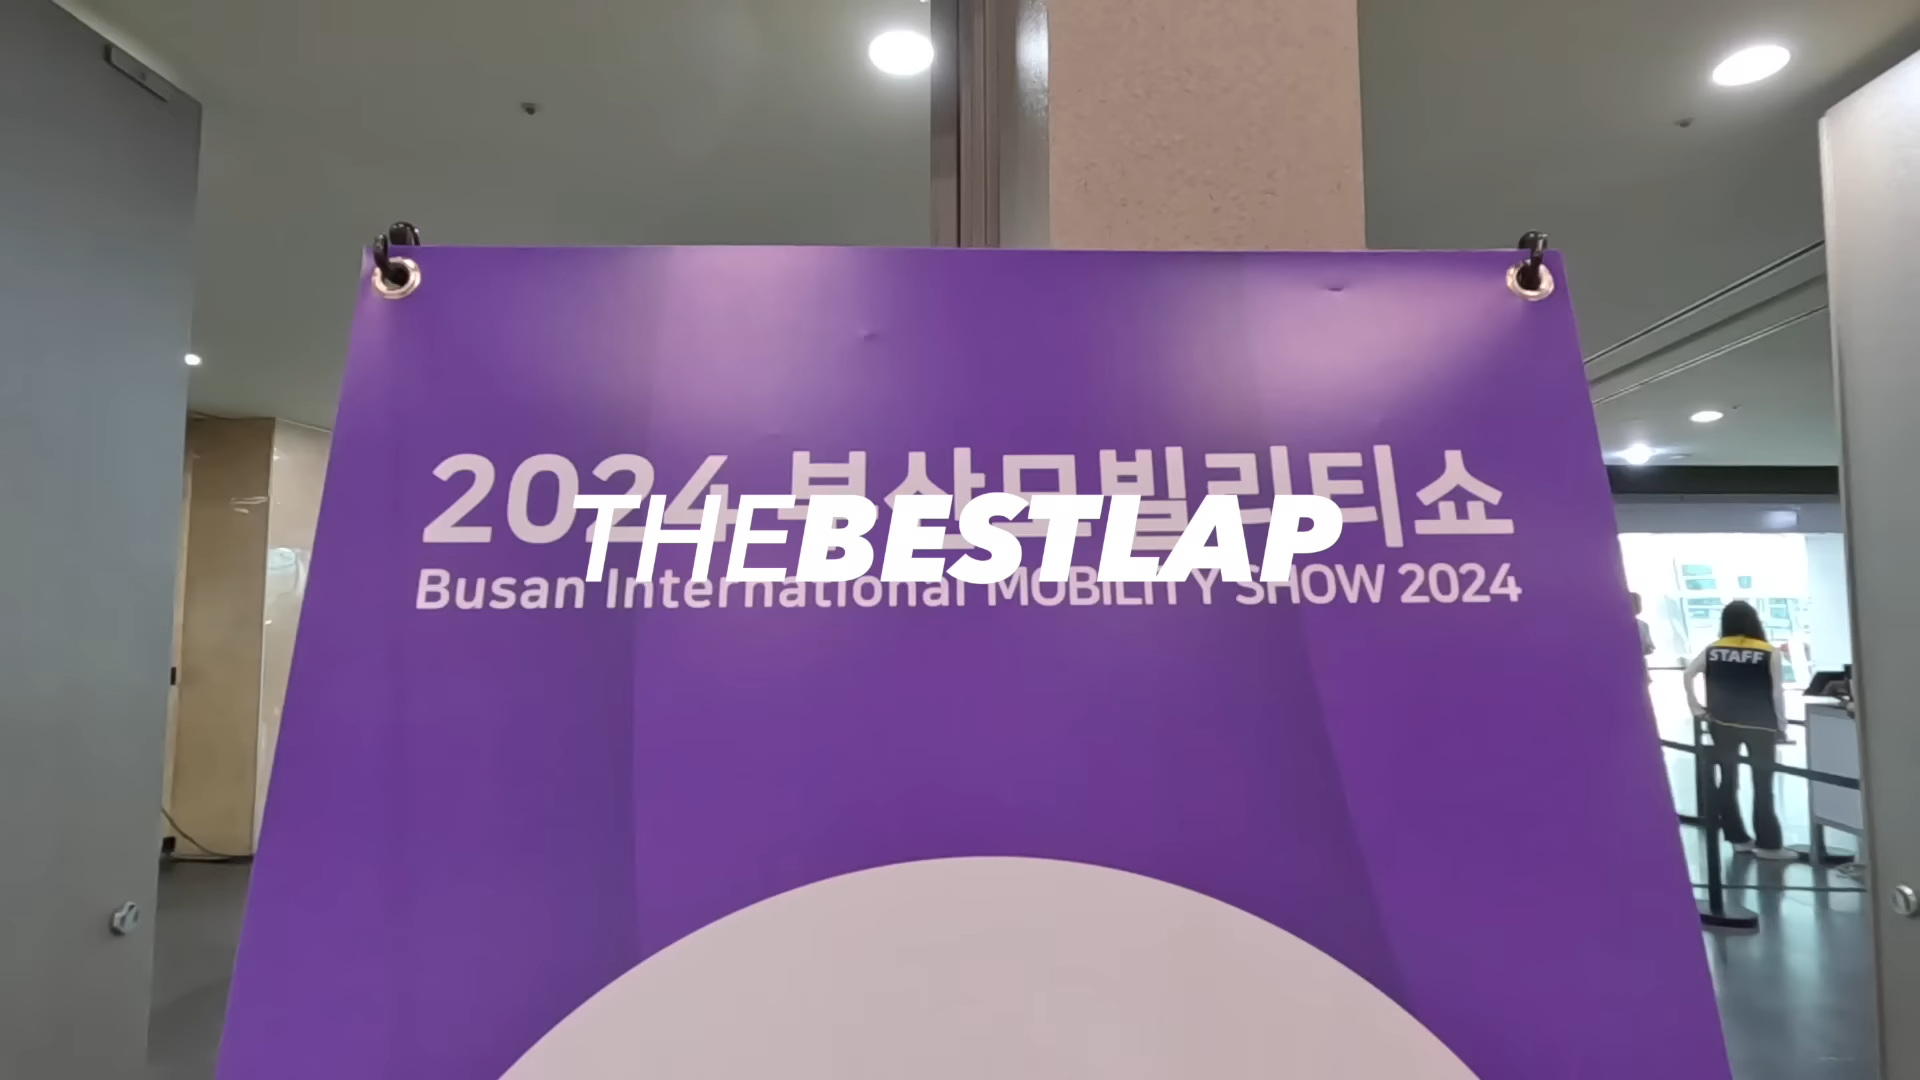 2024 부산모빌리티쇼
THEBESTLAP
Busan International MOBILITY SHOW 2024
STAFF